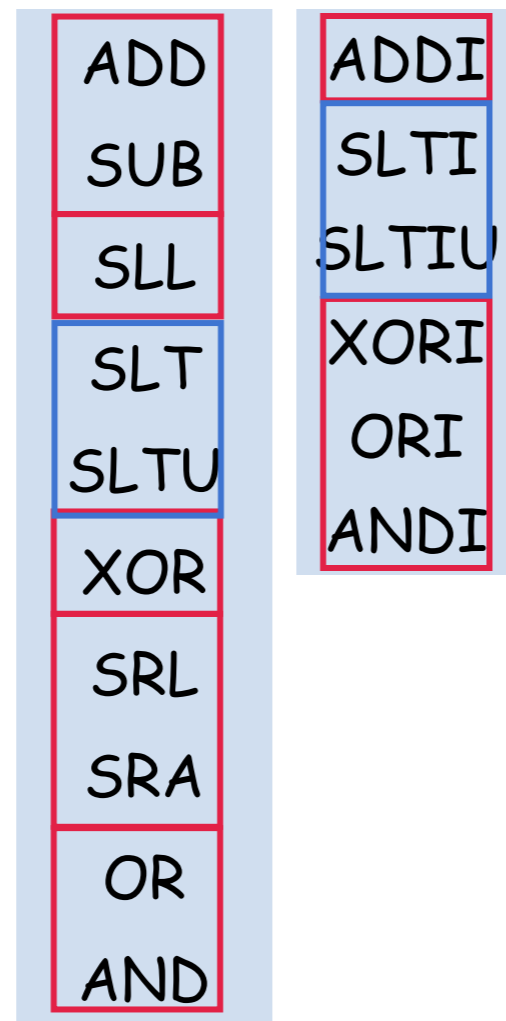 ADD
SUB
SLL
SLT
SLTU
XOR
SRL
SRA
OR
AND
ADDI
SLTI
SLTIU
XORI
ORI
ANDI